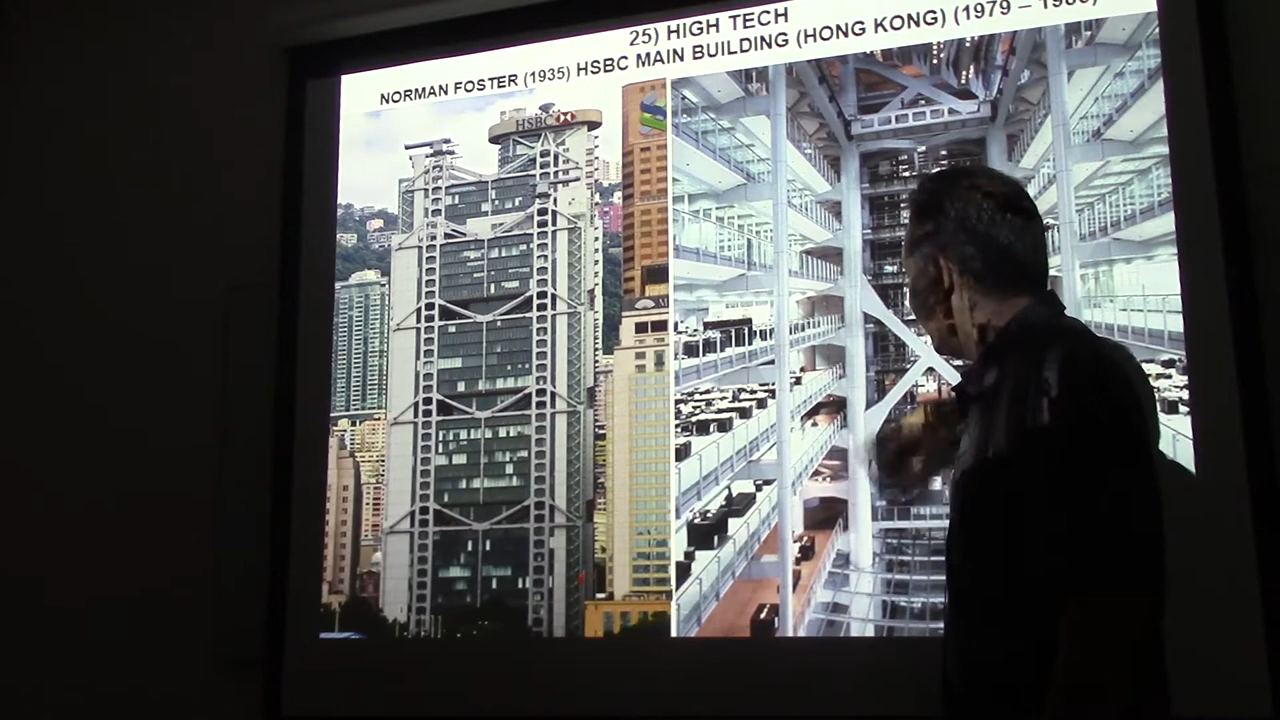 25) HIGH TECH
NORMAN FOSTER (1935) HSBC MAIN BUILDING (HONG KONG) (1979 –
HSBC